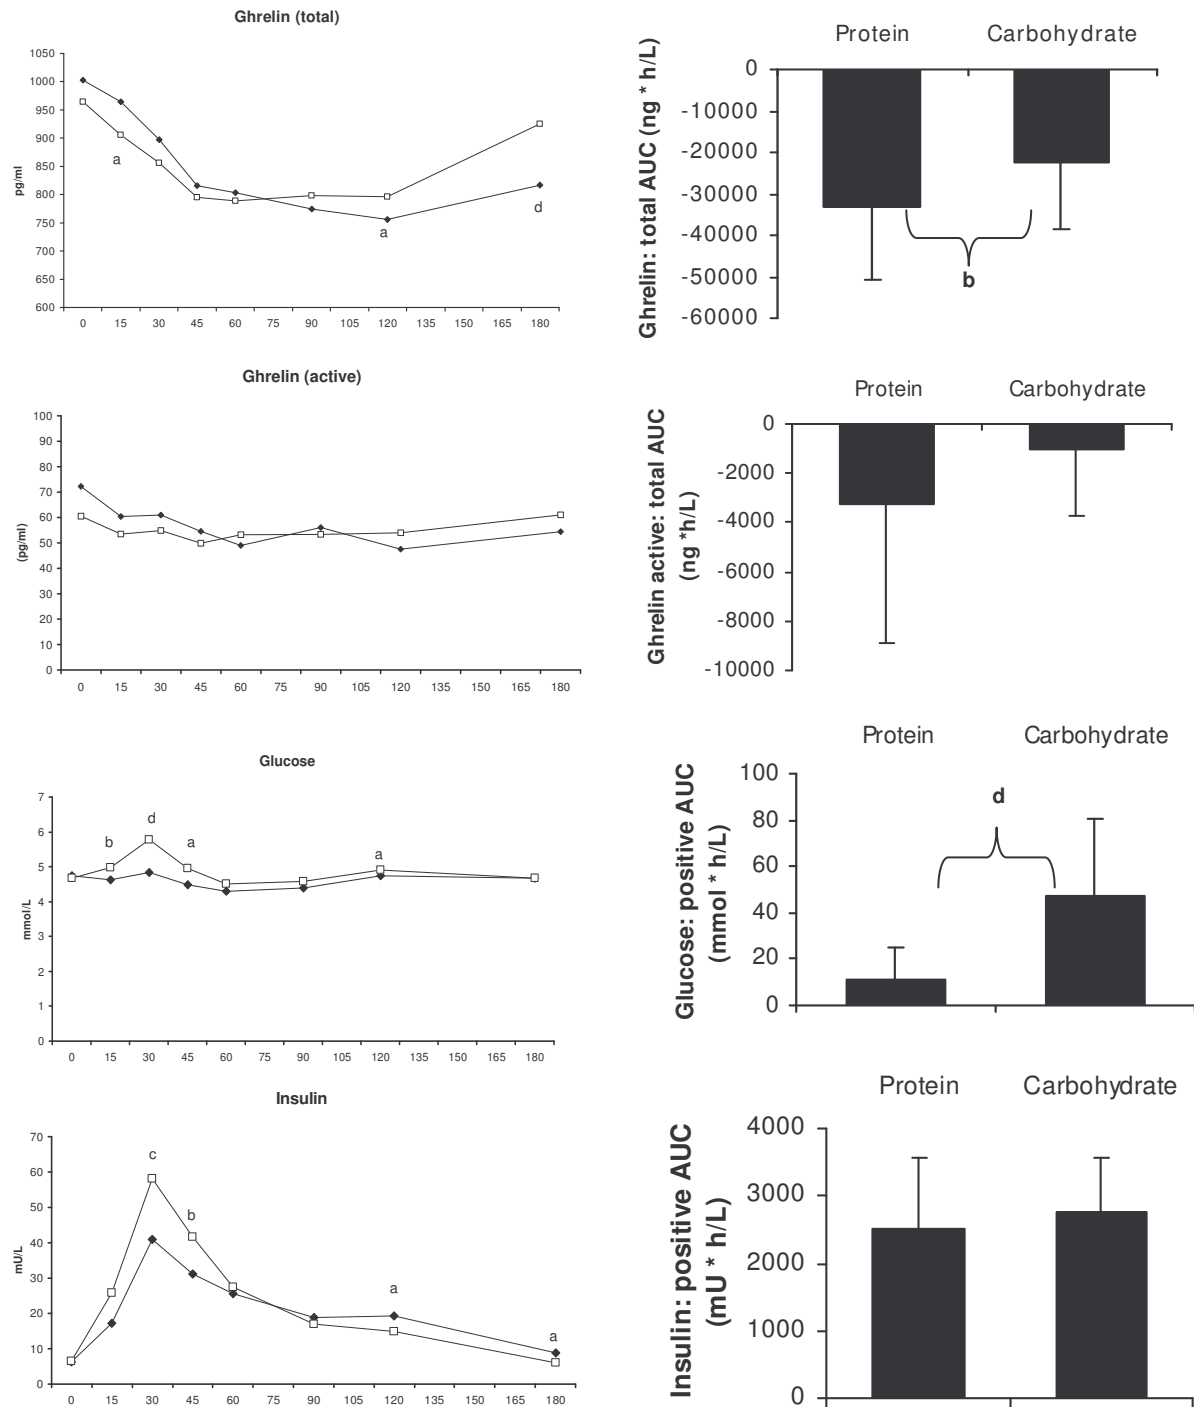 Ghrelin (total)
pg/ml
1050
1000
950
900
850
800
750
700
650
600
a
a
d
0 15 30 45 60 75 90 105 120 135 150 165 180
Protein Carbohydrate
Ghrelin: total AUC (ng * h/L)
0
-10000
-20000
-30000
-40000
-50000
-60000
b
Ghrelin (active)
(pg/ml)
100
90
80
70
60
50
40
30
20
10
0
0 15 30 45 60 75 90 105 120 135 150 165 180
Protein Carbohydrate
Ghrelin active: total AUC
(ng *h/L)
0
-2000
-4000
-6000
-8000
-10000
Glucose
mmol/L
7
6
5
4
3
2
1
0
b
d
a
a
0 15 30 45 60 75 90 105 120 135 150 165 180
Protein Carbohydrate
Glucose: positive AUC
(mmol * h/L)
100
80
60
40
20
0
d
Insulin
mU/L
70
60
50
40
30
20
10
0
c
b
a
a
0 15 30 45 60 75 90 105 120 135 150 165 180
Protein Carbohydrate
Insulin: positive AUC
(mU * h/L)
4000
3000
2000
1000
0